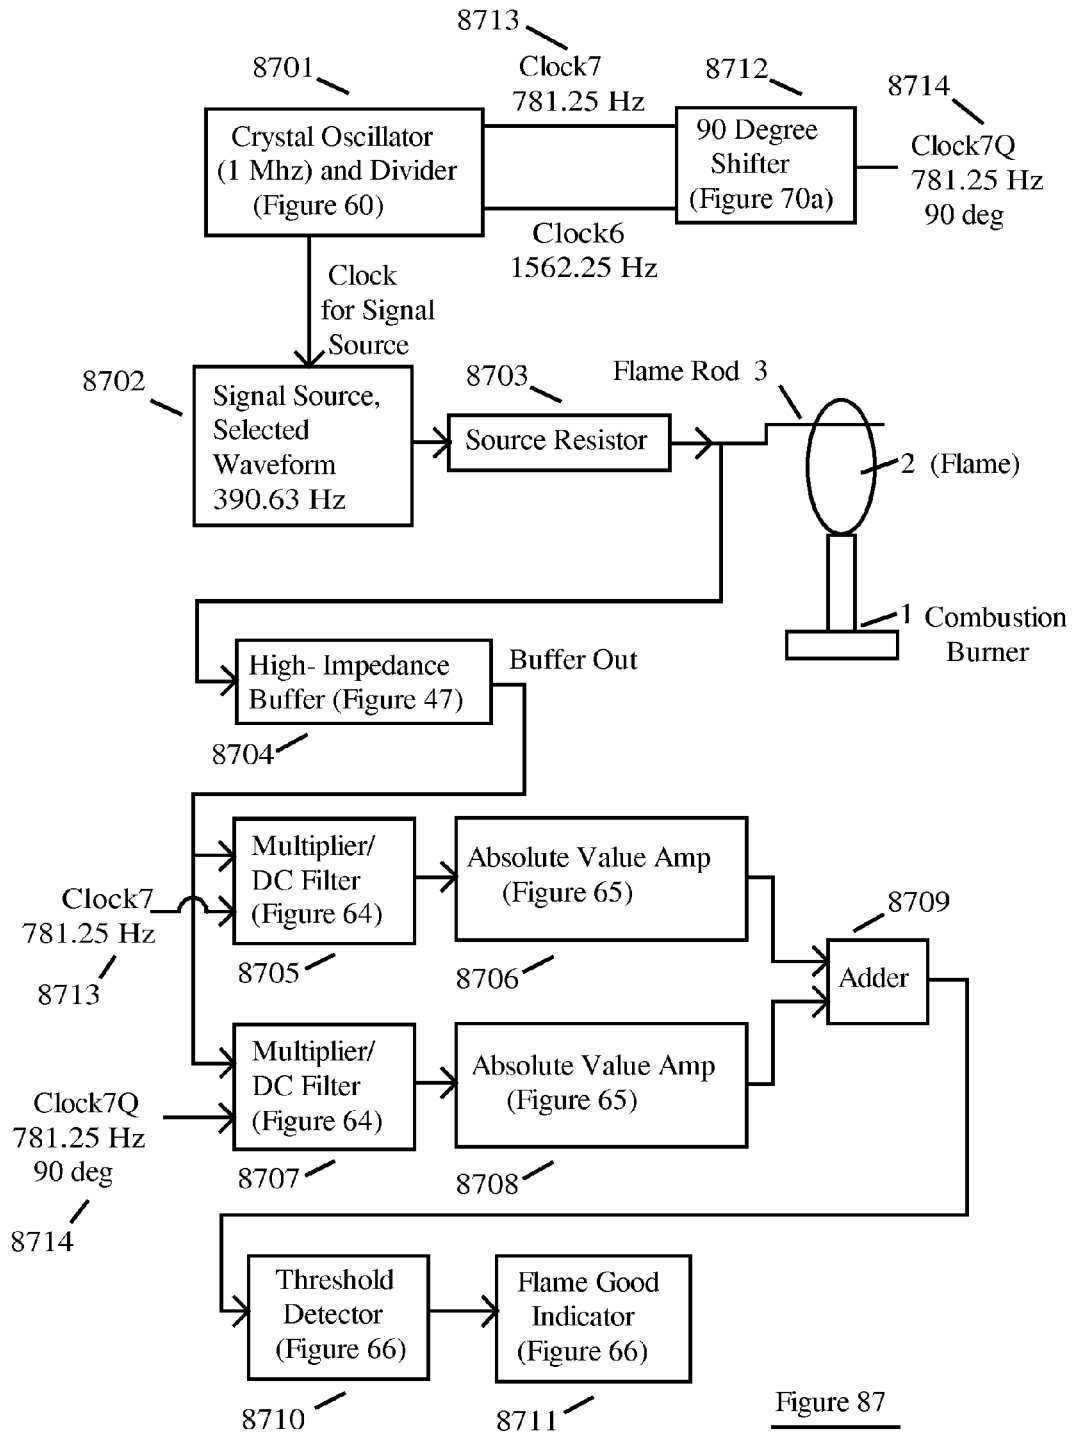 8713
8701
Clock7
781.25 Hz
8712
8714
Crystal Oscillator
(1 Mhz) and Divider
(Figure 60)
90 Degree
Shifter
(Figure 70a)
Clock7Q
781.25 Hz
90 deg
Clock6
1562.25 Hz
Clock
for Signal
Source
8702
Signal Source,
Selected
Waveform
390.63 Hz
8703
Source Resistor
Flame Rod 3
2 (Flame)
1 Combustion
Burner
High- Impedance
Buffer (Figure 47)
Buffer Out
8704
Multiplier/
DC Filter
(Figure 64)
Absolute Value Amp
(Figure 65)
Clock7
781.25 Hz
8713
8705
8706
8709
Adder
Multiplier/
DC Filter
(Figure 64)
Absolute Value Amp
(Figure 65)
Clock7Q
781.25 Hz
90 deg
8714
8707
8708
Threshold
Detector
(Figure 66)
Flame Good
Indicator
(Figure 66)
8710
8711
Figure 87